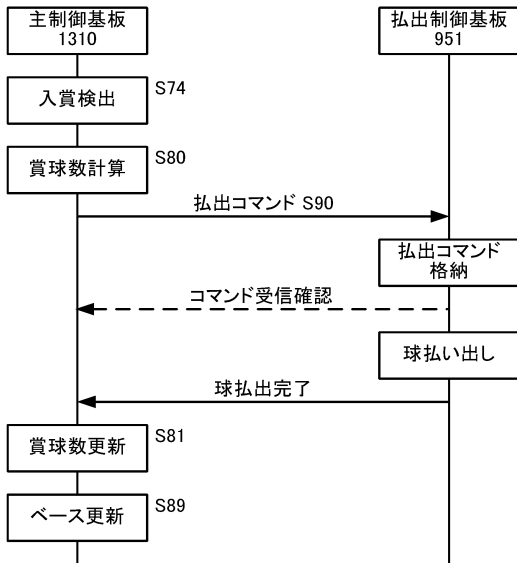 主制御基板
1310
払出制御基板
951
入賞検出
S74
賞球数計算
S80
払出コマンド S90
払出コマンド
格納
コマンド受信確認
球払い出し
球払出完了
賞球数更新
S81
ベース更新
S89